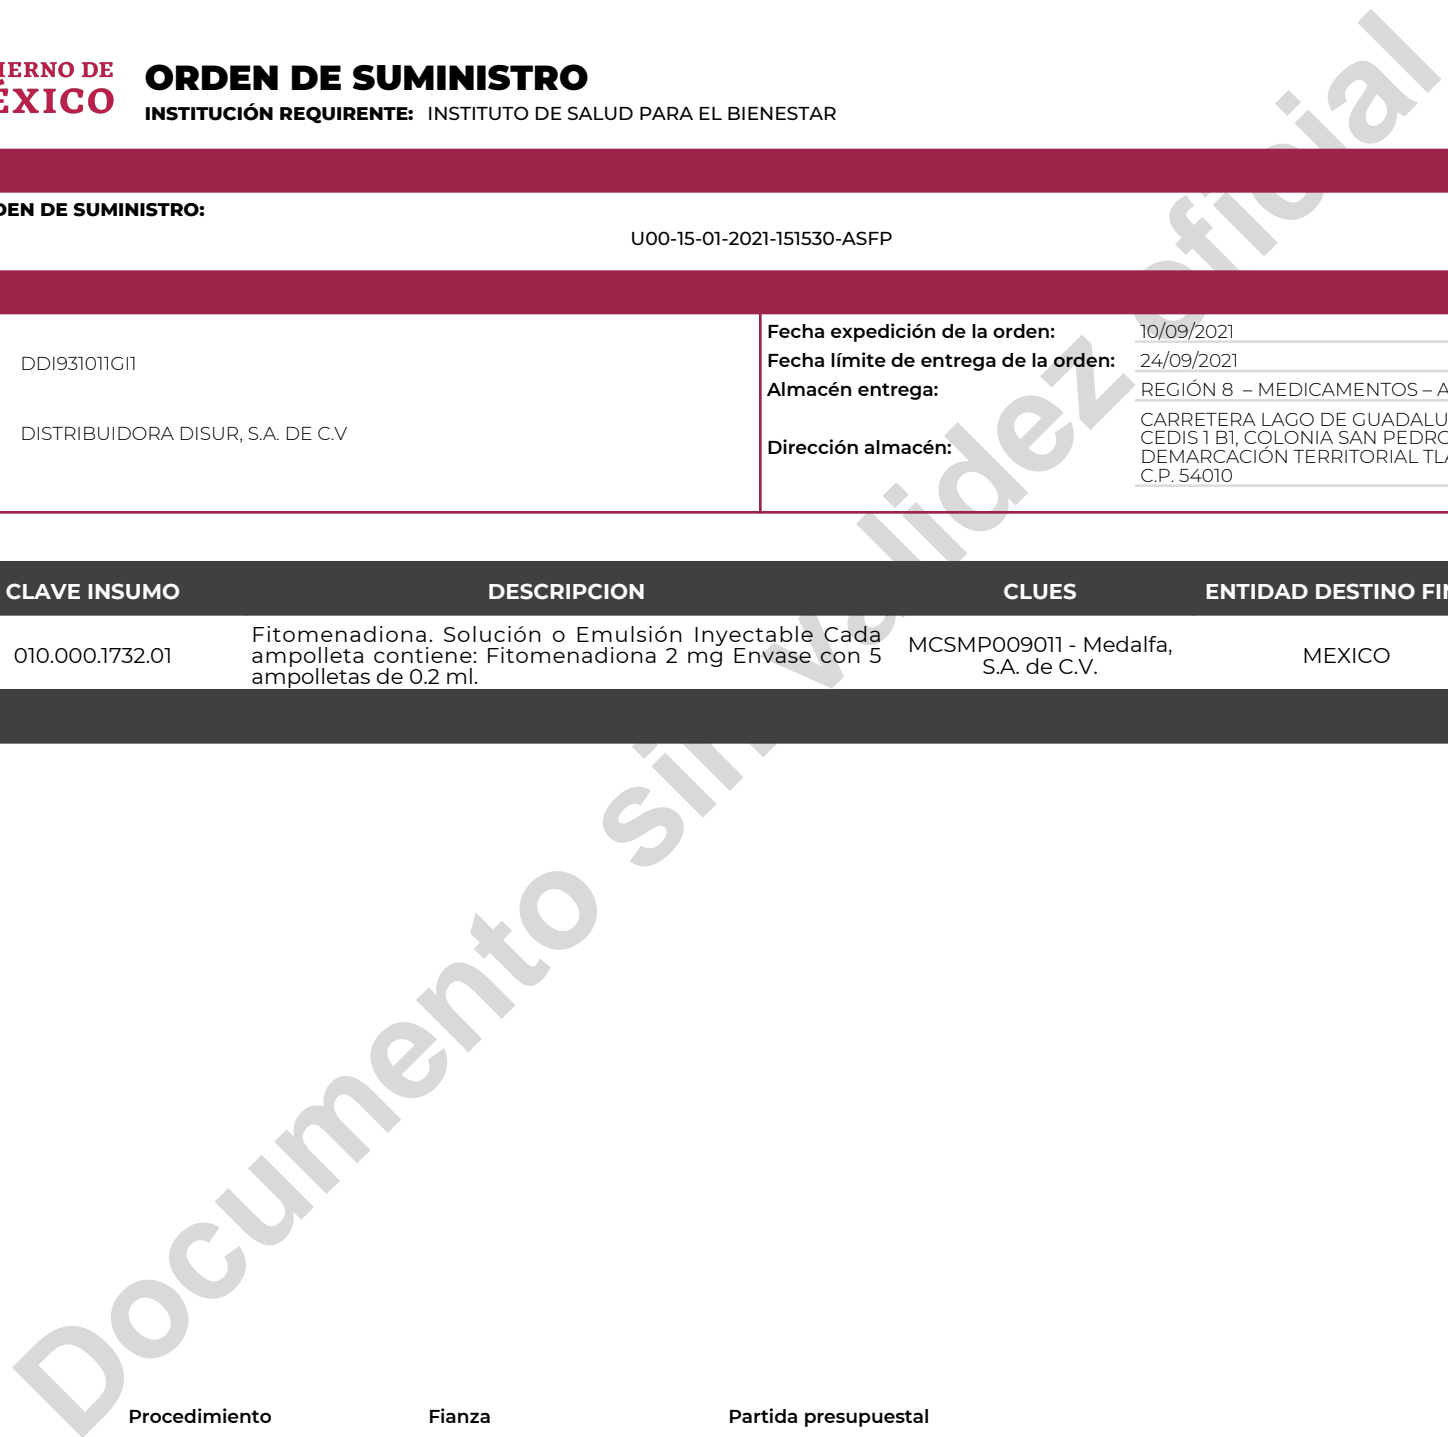 IERNO DE
ÉXICO
ORDEN DE SUMINISTRO
INSTITUCIÓN REQUIRENTE: INSTITUTO DE SALUD PARA EL BIENESTAR
DEN DE SUMINISTRO:
U00-15-01-2021-151530-ASFP
DDI931011GI1
DISTRIBUIDORA DISUR, S.A. DE C.V
Fecha expedición de la orden: 10/09/2021
Fecha límite de entrega de la orden: 24/09/2021
Almacén entrega: REGIÓN 8 – MEDICAMENTOS – A
Dirección almacén:
CARRETERA LAGO DE GUADALU
CEDIS 1 B1, COLONIA SAN PEDRO
DEMARCACIÓN TERRITORIAL TLA
C.P. 54010
CLAVE INSUMO DESCRIPCION CLUES ENTIDAD DESTINO FIN
010.000.1732.01
Fitomenadiona. Solución o Emulsión Inyectable Cada
ampolleta contiene: Fitomenadiona 2 mg Envase con 5
ampolletas de 0.2 ml.
MCSMP009011 - Medalfa,
S.A. de C.V.
MEXICO
Documento sin validez oficial
Procedimiento Fianza Partida presupuestal